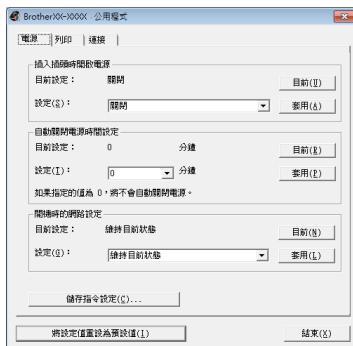 BrotherXX-XXXX 公用程式
電源 列印 連接
插入插頭時開啟電源
目前設定： 關閉 目前(U)
設定(S)： 關閉 套用(A)
自動關閉電源時間設定
目前設定： 0 分鐘 目前(R)
設定(T)： 0 分鐘 套用(P)
如果指定的值為 0，將不會自動關閉電源。
開機時的網路設定
目前設定： 維持目前狀態 目前(N)
設定(G)： 維持目前狀態 套用(L)
儲存指令設定(C)...
將設定值重設為預設值(I) 結束(X)